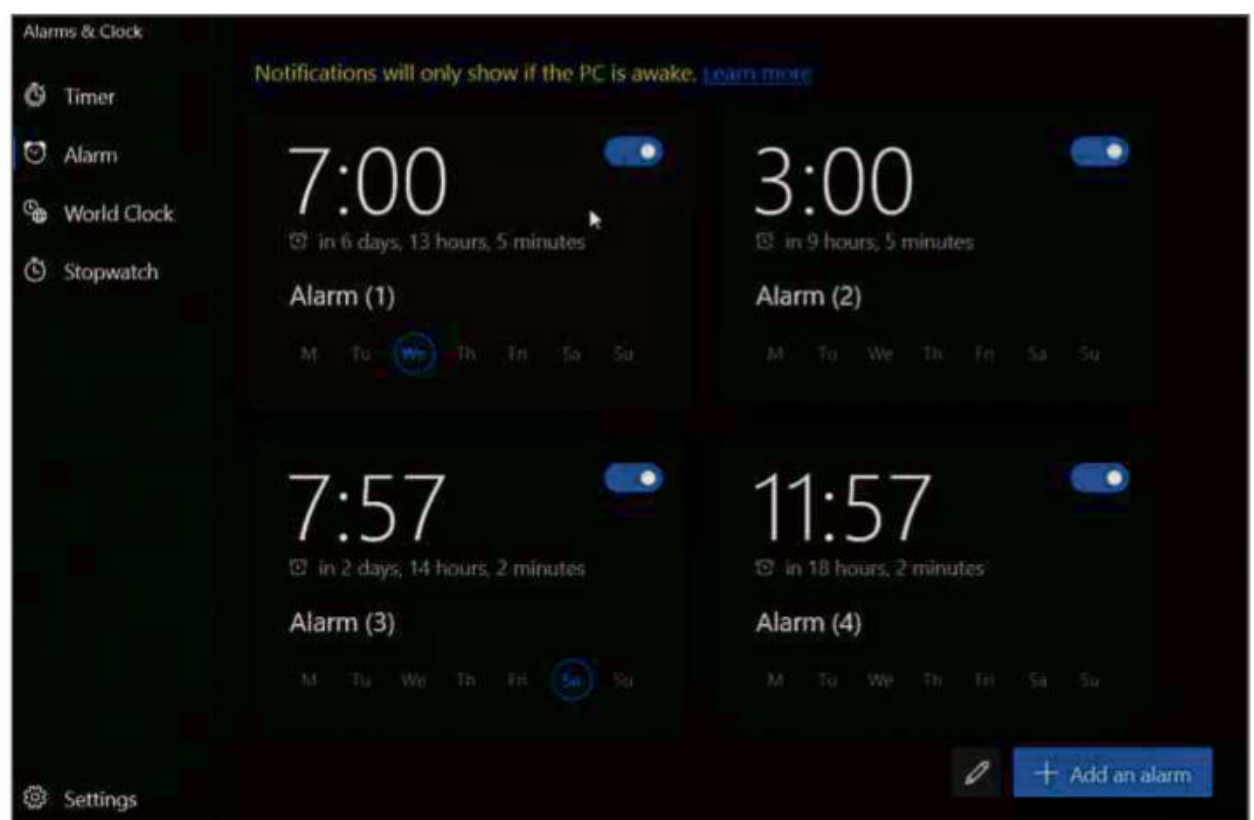 Alarms & Clock
Timer
Alarm
World Clock
Stopwatch
Settings
Notifications will only show if the PC is awake. Learn more
7:00
in 6 days, 13 hours, 5 minutes
Alarm (1)
M Tu We Th Fri Sa Su
3:00
in 9 hours, 5 minutes
Alarm (2)
M Tu We Th Fri Sa Su
7:57
in 2 days, 14 hours, 2 minutes
Alarm (3)
M Tu We Th Fri Sa Su
11:57
in 18 hours, 2 minutes
Alarm (4)
M Tu We Th Fri Sa Su
Add an alarm